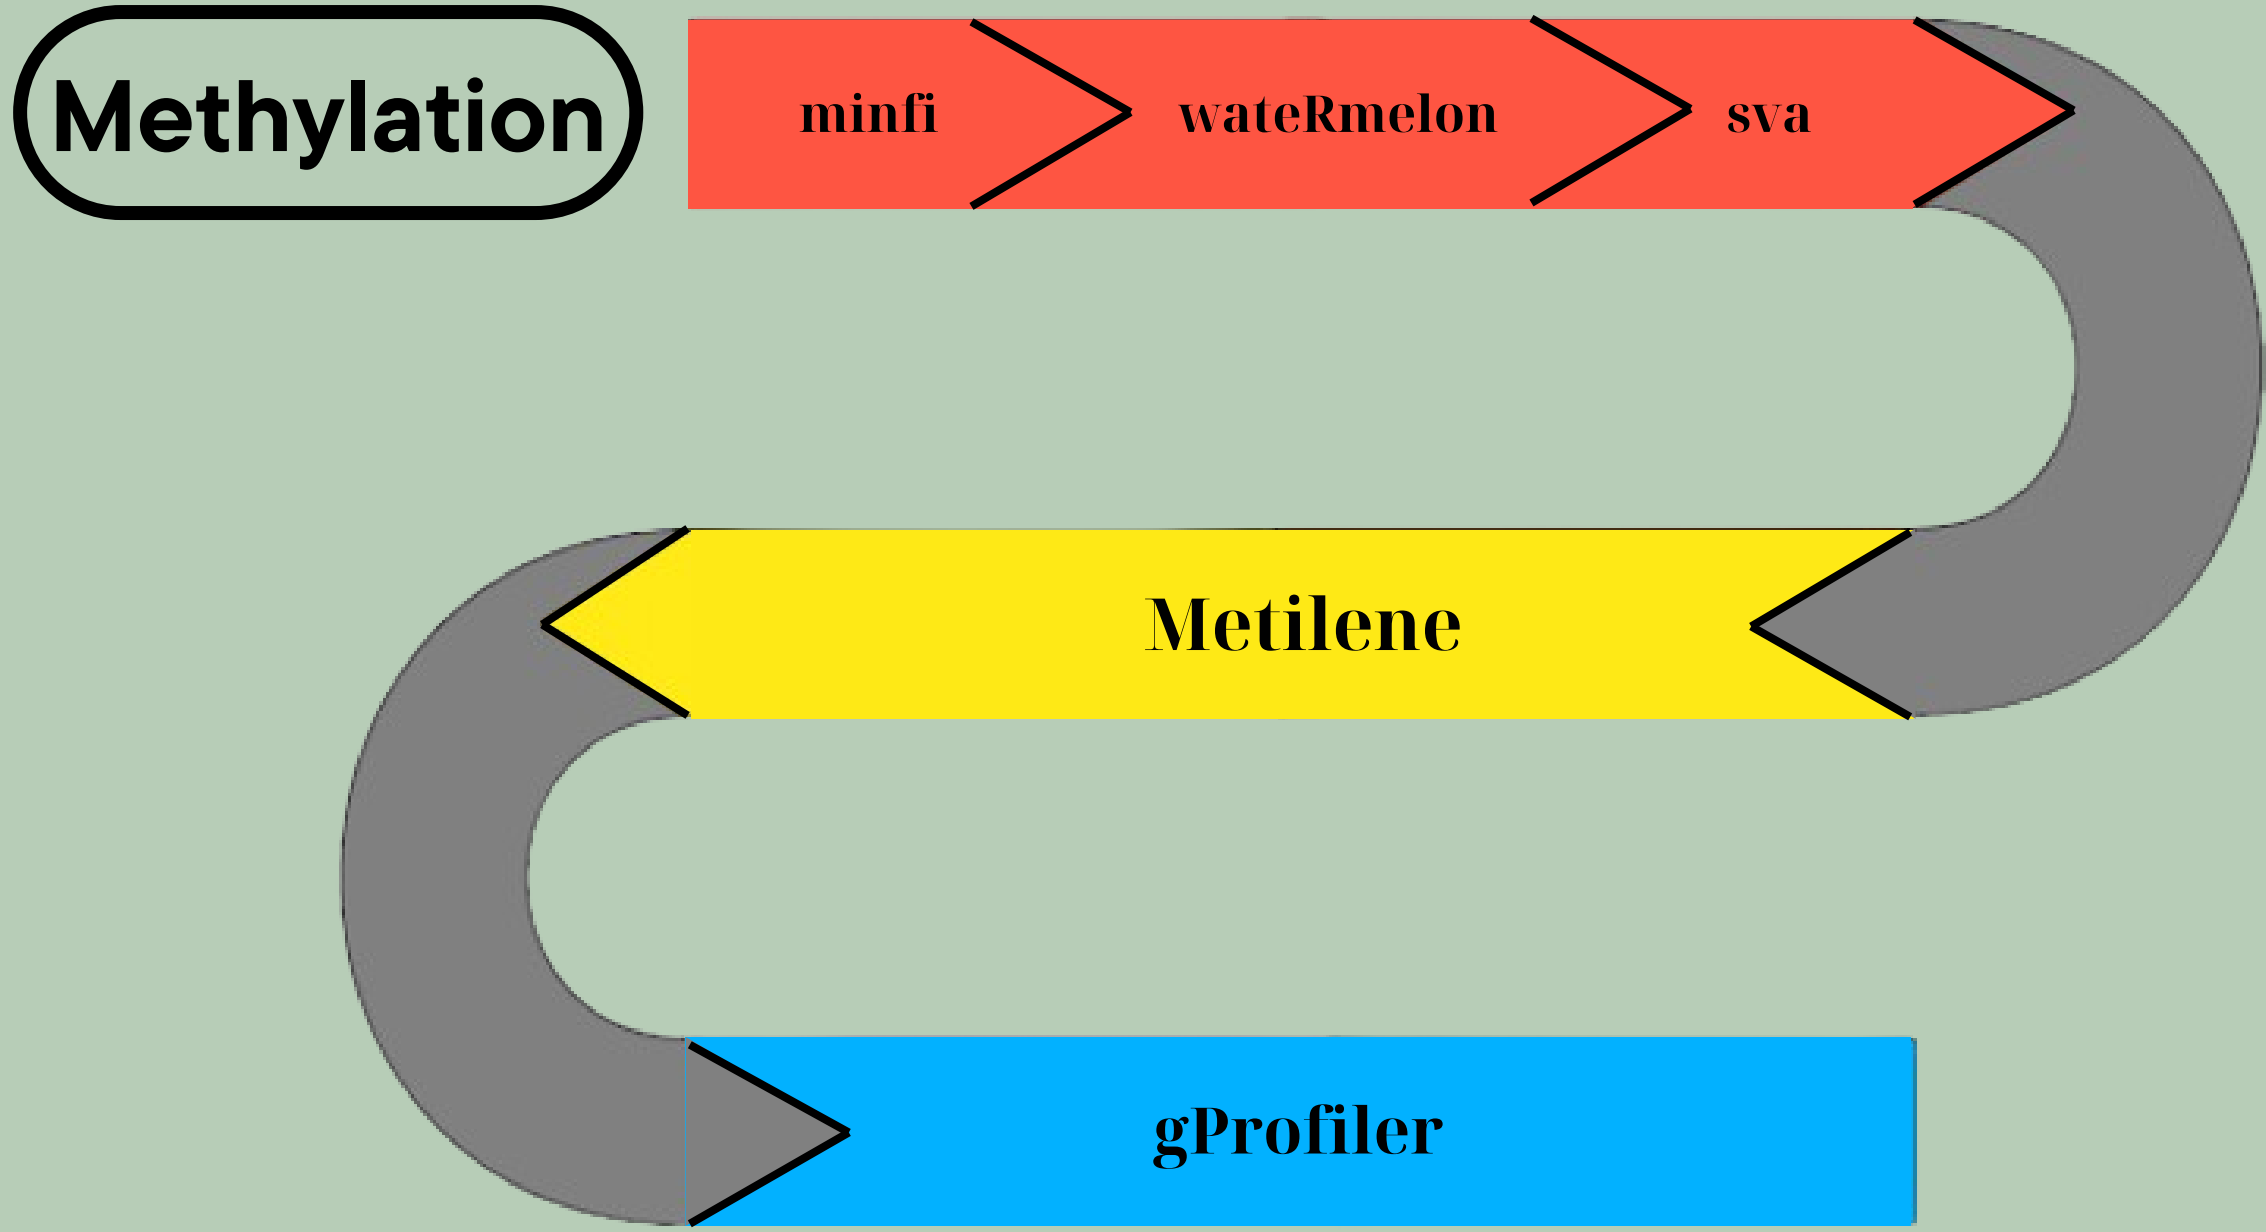 Methylation
minfi
wateRmelon
sva
Metilene
gProfiler